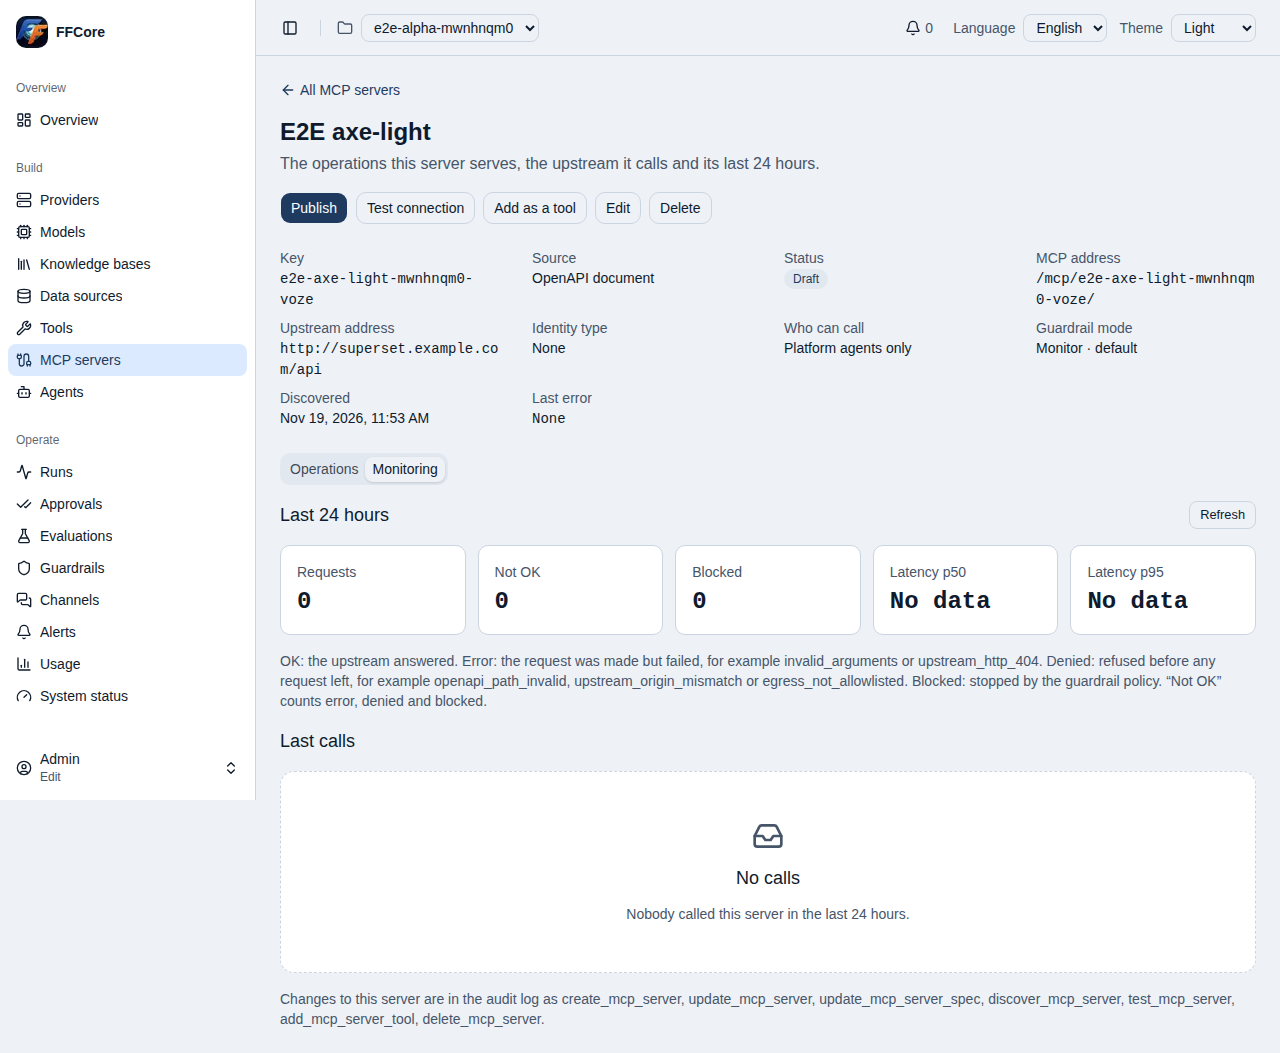 FFCore
e2e-alpha-mwnhnqm0
0
Language
English
Theme
Light
Overview
Overview
Build
Providers
Models
Knowledge bases
Data sources
Tools
MCP servers
Agents
Operate
Runs
Approvals
Evaluations
Guardrails
Channels
Alerts
Usage
System status
Admin
Edit
All MCP servers
E2E axe-light
The operations this server serves, the upstream it calls and its last 24 hours.
Publish
Test connection
Add as a tool
Edit
Delete
Key
e2e-axe-light-mwnhnqm0-
voze
Source
OpenAPI document
Status
Draft
MCP address
/mcp/e2e-axe-light-mwnhnqm
0-voze/
Upstream address
http://superset.example.co
m/api
Identity type
None
Who can call
Platform agents only
Guardrail mode
Monitor · default
Discovered
Nov 19, 2026, 11:53 AM
Last error
None
Operations
Monitoring
Last 24 hours
Refresh
Requests
0
Not OK
0
Blocked
0
Latency p50
No data
Latency p95
No data
OK: the upstream answered. Error: the request was made but failed, for example invalid_arguments or upstream_http_404. Denied: refused before any
request left, for example openapi_path_invalid, upstream_origin_mismatch or egress_not_allowlisted. Blocked: stopped by the guardrail policy. “Not OK”
counts error, denied and blocked.
Last calls
No calls
Nobody called this server in the last 24 hours.
Changes to this server are in the audit log as create_mcp_server, update_mcp_server, update_mcp_server_spec, discover_mcp_server, test_mcp_server,
add_mcp_server_tool, delete_mcp_server.